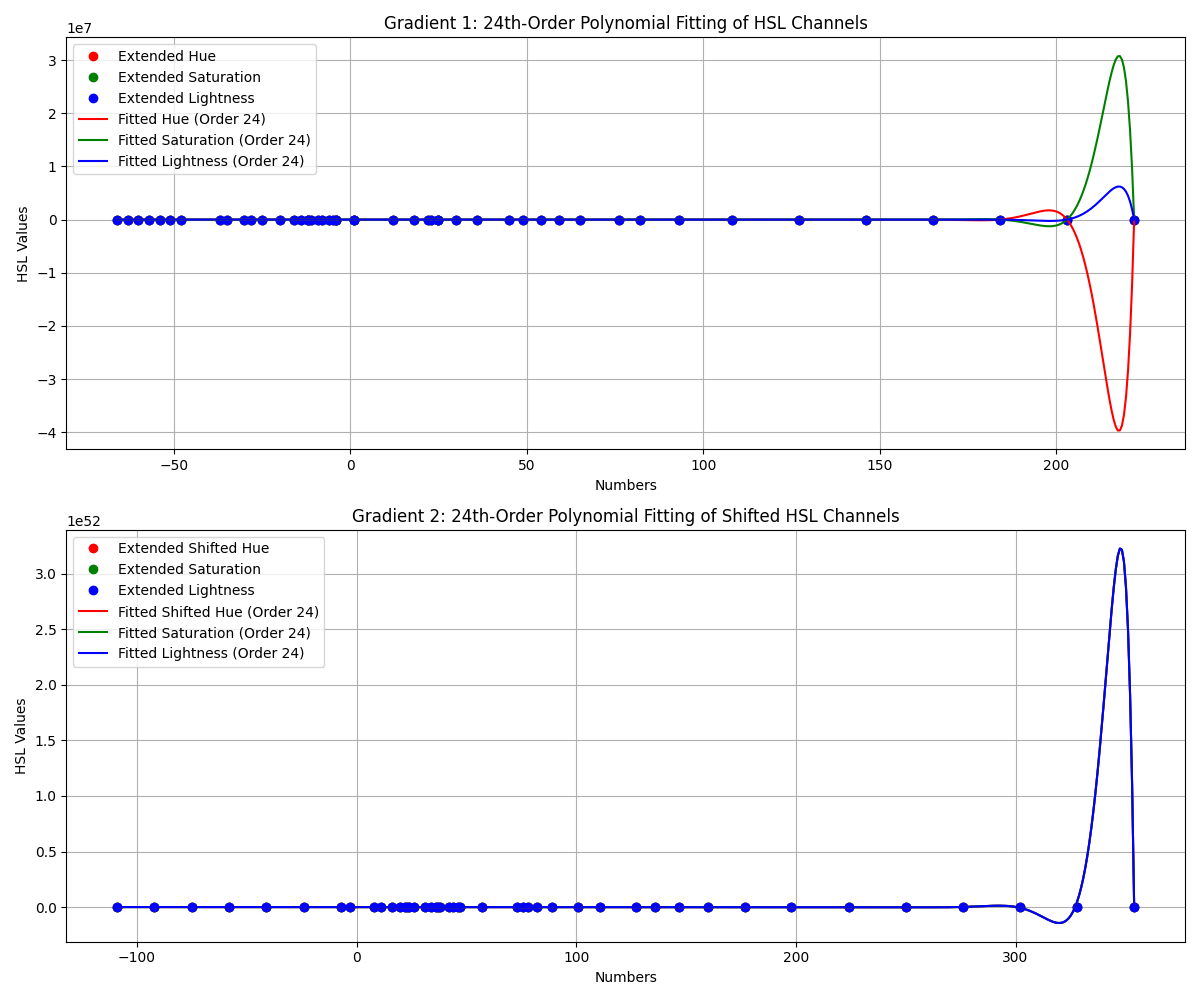 Gradient 1: 24th-Order Polynomial Fitting of HSL Channels
1e7
Extended Hue
Extended Saturation
Extended Lightness
Fitted Hue (Order 24)
Fitted Saturation (Order 24)
Fitted Lightness (Order 24)
HSL Values
3
2
1
0
−1
−2
−3
−4
−50
0
50
100
150
200
Numbers
Gradient 2: 24th-Order Polynomial Fitting of Shifted HSL Channels
1e52
Extended Shifted Hue
Extended Saturation
Extended Lightness
Fitted Shifted Hue (Order 24)
Fitted Saturation (Order 24)
Fitted Lightness (Order 24)
HSL Values
3.0
2.5
2.0
1.5
1.0
0.5
0.0
−100
0
100
200
300
Numbers